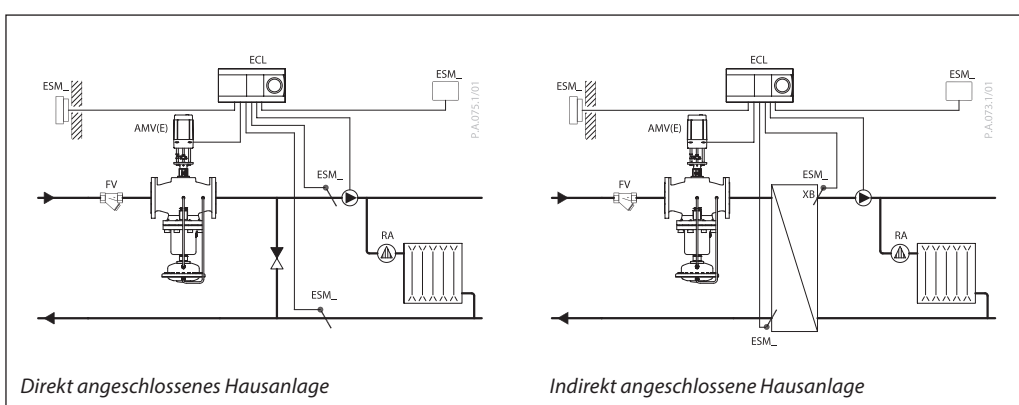 ECL
ESM_
ESM_
AMV(E)
P.A.075.1/01
FV
ESM_
RA
ESM_
Direkt angeschlossenes Hausanlage
ECL
ESM_
ESM_
AMV(E)
P.A.073.1/01
FV
ESM_
XB
RA
ESM_
Indirekt angeschlossene Hausanlage